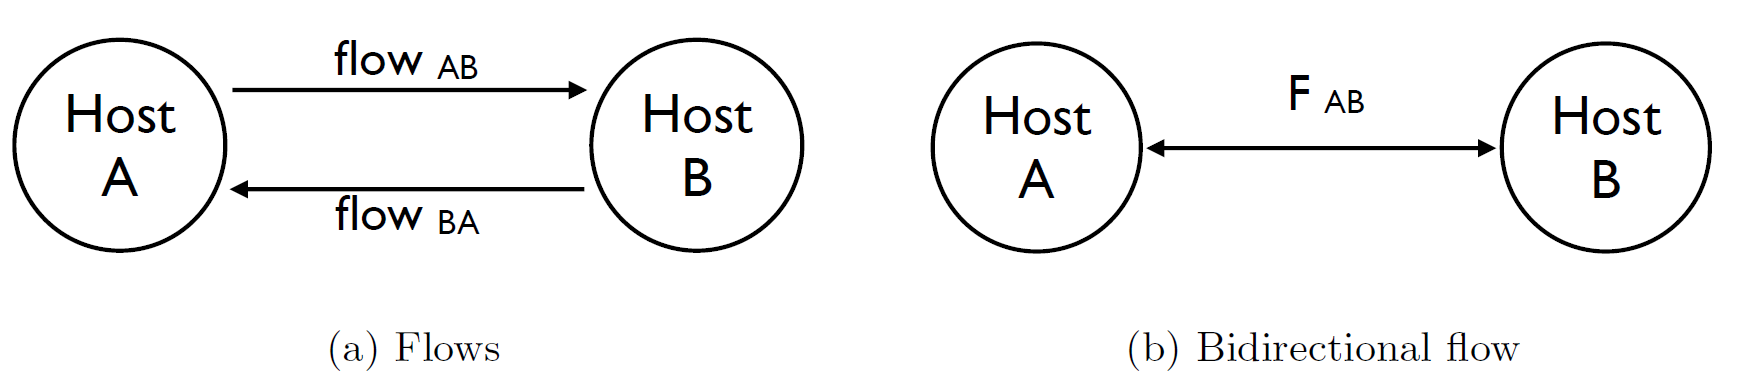 Host
A
flow AB
flow BA
Host
B
(a) Flows
Host
A
F AB
Host
B
(b) Bidirectional flow